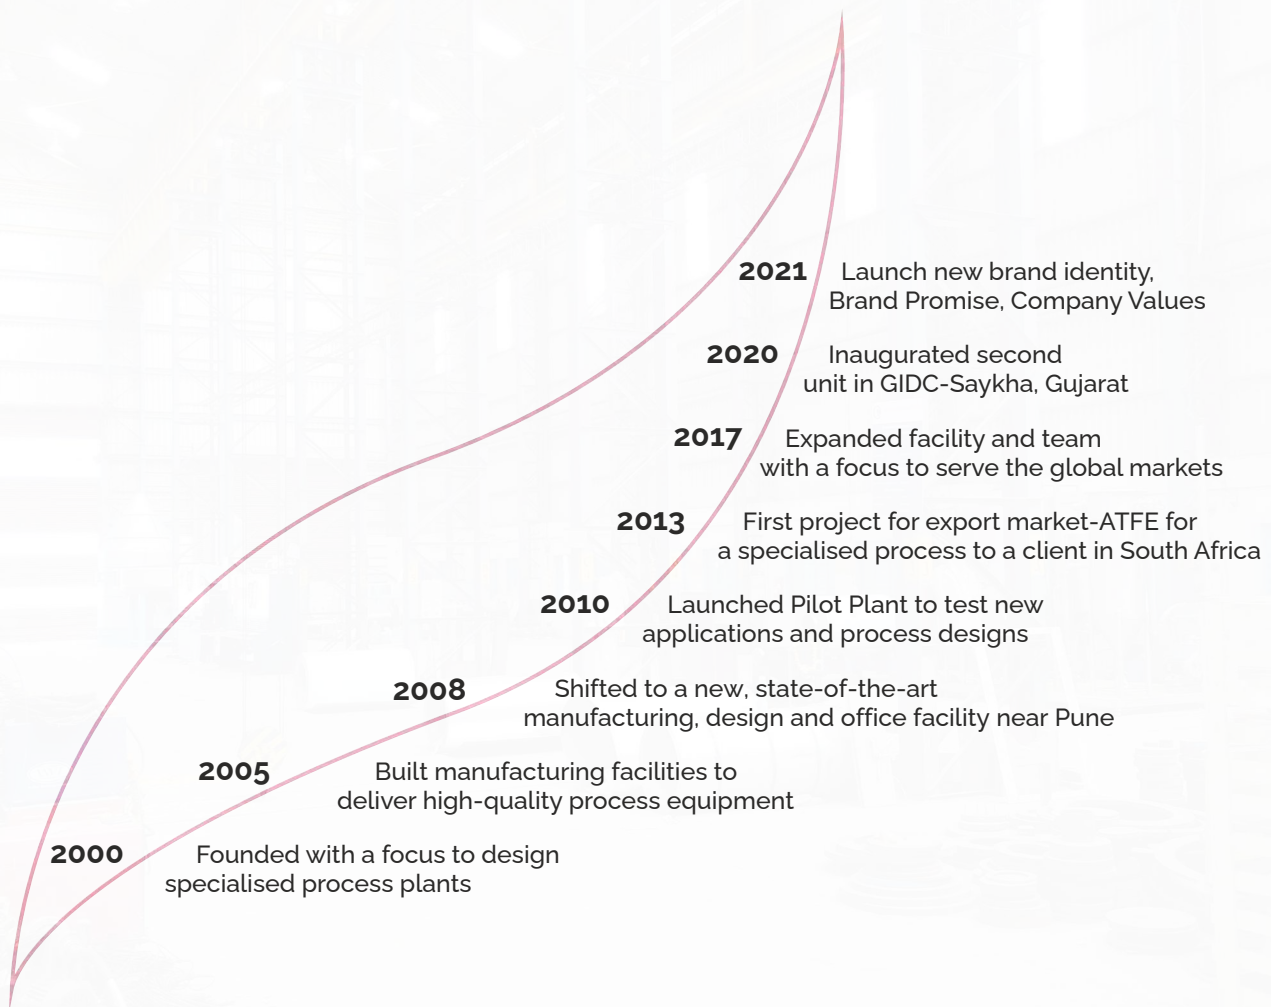 2021 Launch new brand identity,
Brand Promise, Company Values
2020 Inaugurated second
unit in GIDC-Saykha, Gujarat
2017 Expanded facility and team
with a focus to serve the global markets
2013 First project for export market-ATFE for
a specialised process to a client in South Africa
2010 Launched Pilot Plant to test new
applications and process designs
2008 Shifted to a new, state-of-the-art
manufacturing, design and office facility near Pune
2005 Built manufacturing facilities to
deliver high-quality process equipment
2000 Founded with a focus to design
specialised process plants